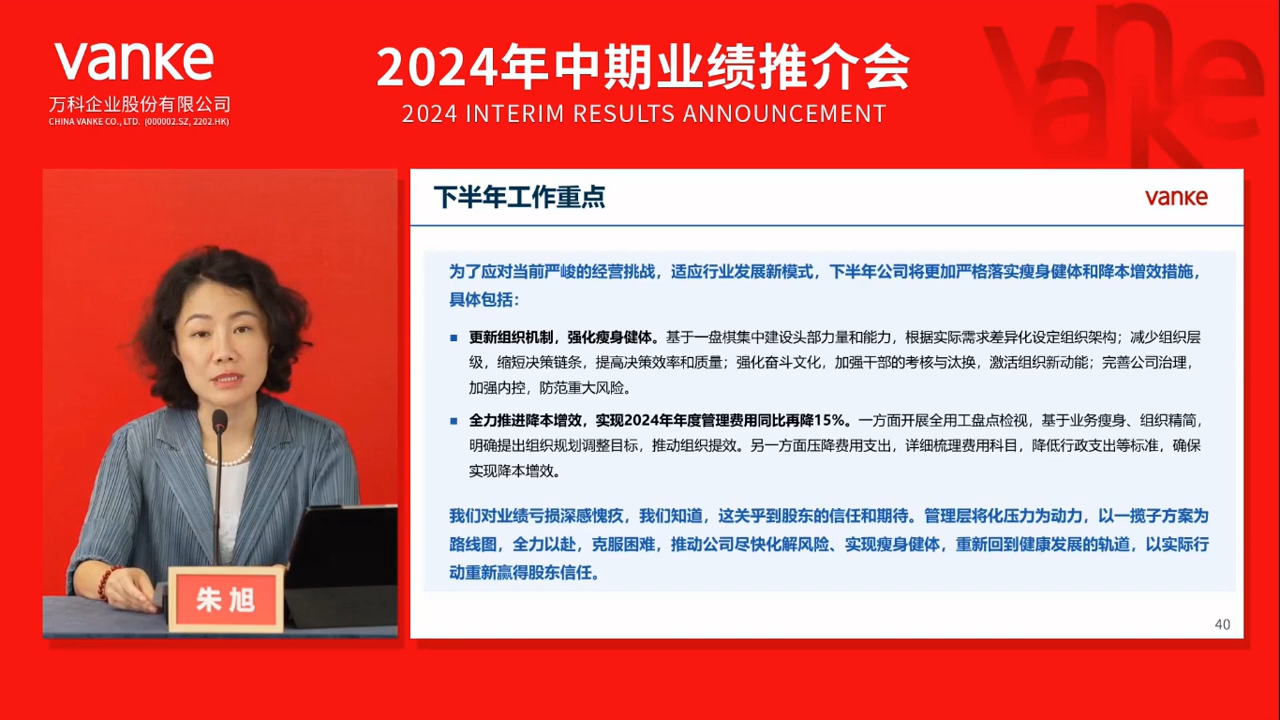 vanke
万科企业股份有限公司
CHINA VANKE CO., LTD. (000002.SZ, 2202.HK)
2024年中期业绩推介会
2024 INTERIM RESULTS ANNOUNCEMENT
vanke
朱旭
下半年工作重点
vanke
为了应对当前严峻的经营挑战，适应行业发展新模式，下半年公司将更加严格落实瘦身健体和降本增效措施，
具体包括：
■ 更新组织机制，强化瘦身健体。基于一盘棋集中建设头部力量和能力，根据实际需求差异化设定组织架构；减少组织层
级，缩短决策链条，提高决策效率和质量；强化奋斗文化，加强干部的考核与汰换，激活组织新动能；完善公司治理，
加强内控，防范重大风险。
■ 全力推进降本增效，实现2024年年度管理费用同比再降15%。一方面开展全用工盘点检视，基于业务瘦身、组织精简，
明确提出组织规划调整目标，推动组织提效。另一方面压降费用支出，详细梳理费用科目，降低行政支出等标准，确保
实现降本增效。
我们对业绩亏损深感愧疚，我们知道，这关乎到股东的信任和期待。管理层将化压力为动力，以一揽子方案为
路线图，全力以赴，克服困难，推动公司尽快化解风险、实现瘦身健体，重新回到健康发展的轨道，以实际行
动重新赢得股东信任。
40